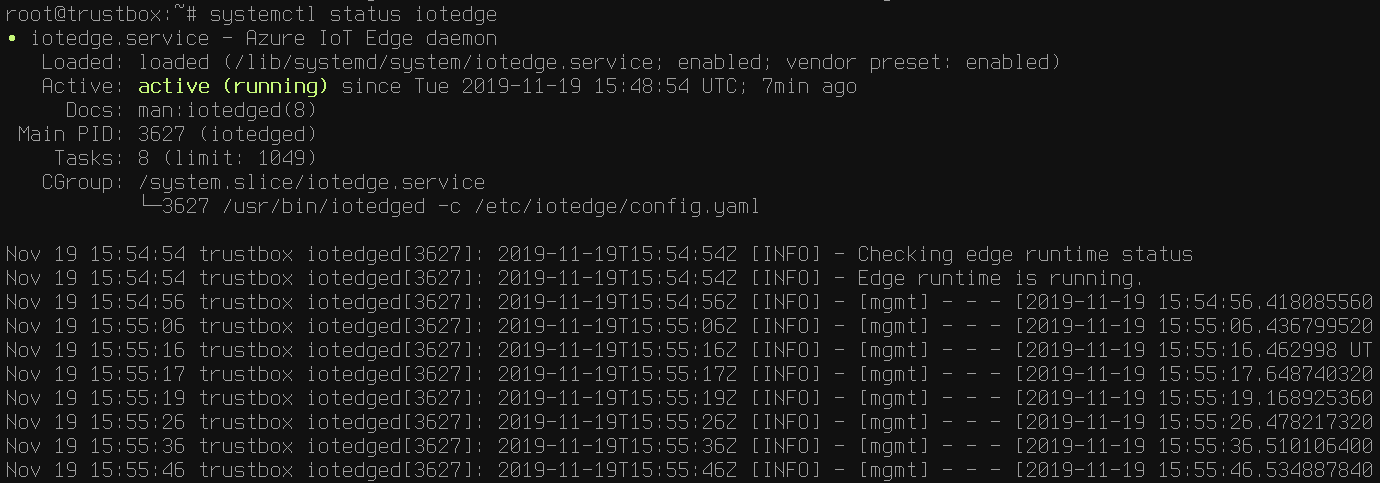 root@trustbox:~# systemctl status iotedge
● iotedge.service - Azure IoT Edge daemon
   Loaded: loaded (/lib/systemd/system/iotedge.service; enabled; vendor preset: enabled)
   Active: active (running) since Tue 2019-11-19 15:48:54 UTC; 7min ago
     Docs: man:iotedged(8)
 Main PID: 3627 (iotedged)
    Tasks: 8 (limit: 1049)
   CGroup: /system.slice/iotedge.service
           └─3627 /usr/bin/iotedged -c /etc/iotedge/config.yaml
Nov 19 15:54:54 trustbox iotedged[3627]: 2019-11-19T15:54:54Z [INFO] - Checking edge runtime status
Nov 19 15:54:54 trustbox iotedged[3627]: 2019-11-19T15:54:54Z [INFO] - Edge runtime is running.
Nov 19 15:54:56 trustbox iotedged[3627]: 2019-11-19T15:54:56Z [INFO] - [mgmt] - - - [2019-11-19 15:54:56.418085560
Nov 19 15:55:06 trustbox iotedged[3627]: 2019-11-19T15:55:06Z [INFO] - [mgmt] - - - [2019-11-19 15:55:06.436799520
Nov 19 15:55:16 trustbox iotedged[3627]: 2019-11-19T15:55:16Z [INFO] - [mgmt] - - - [2019-11-19 15:55:16.462998 UT
Nov 19 15:55:17 trustbox iotedged[3627]: 2019-11-19T15:55:17Z [INFO] - [mgmt] - - - [2019-11-19 15:55:17.648740320
Nov 19 15:55:19 trustbox iotedged[3627]: 2019-11-19T15:55:19Z [INFO] - [mgmt] - - - [2019-11-19 15:55:19.168925360
Nov 19 15:55:26 trustbox iotedged[3627]: 2019-11-19T15:55:26Z [INFO] - [mgmt] - - - [2019-11-19 15:55:26.478217320
Nov 19 15:55:36 trustbox iotedged[3627]: 2019-11-19T15:55:36Z [INFO] - [mgmt] - - - [2019-11-19 15:55:36.510106400
Nov 19 15:55:46 trustbox iotedged[3627]: 2019-11-19T15:55:46Z [INFO] - [mgmt] - - - [2019-11-19 15:55:46.534887840